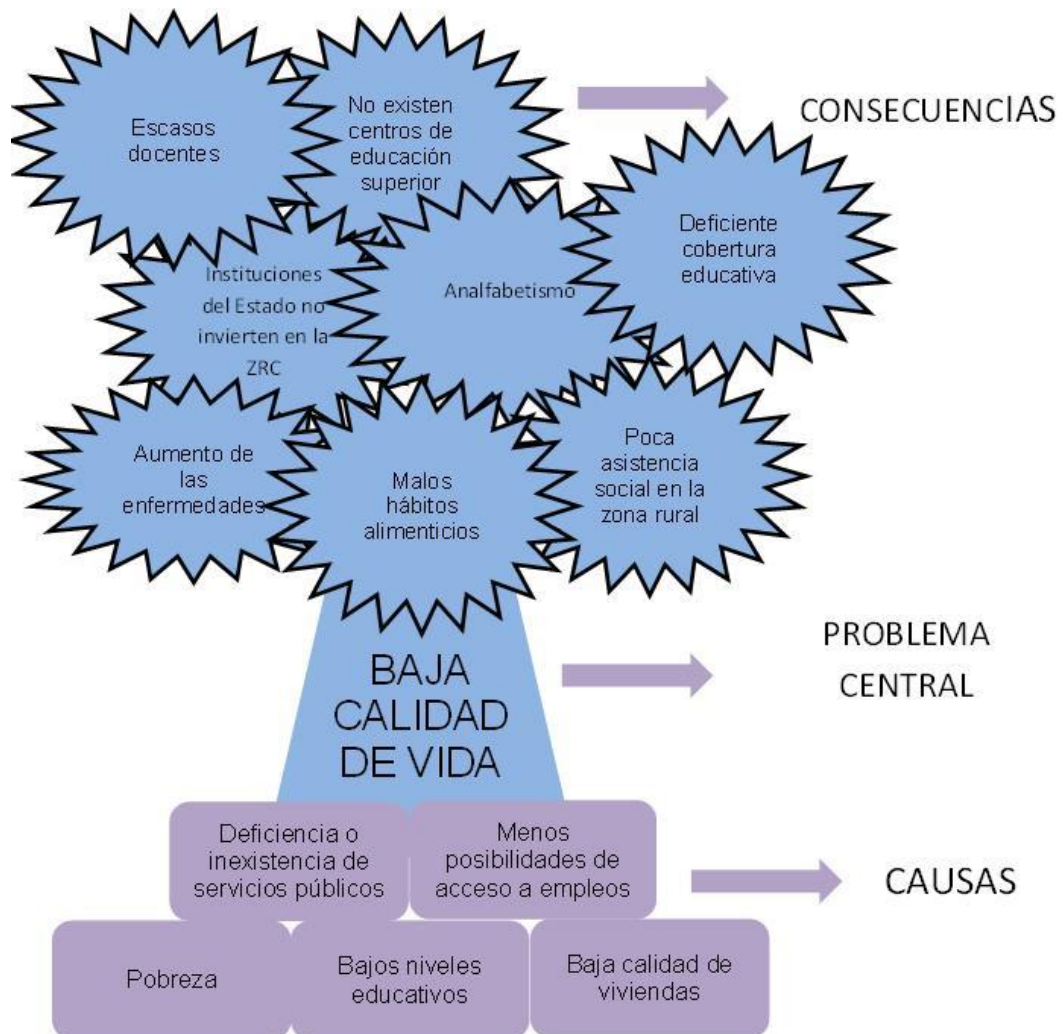 Escasos
docentes
No existen
centros de
educación
superior
CONSECUENCIAS
Deficiente
cobertura
educativa
Instituciones
del Estado no
invierten en la
ZRC
Analfabetismo
Aumento de
las
enfermedades
Malos
hábitos
alimenticios
Poca
asistencia
social en la
zona rural
BAJA
CALIDAD
DE VIDA
PROBLEMA
CENTRAL
Deficiencia o
inexistencia de
servicios públicos
Menos
posibilidades de
acceso a empleos
CAUSAS
Pobreza
Bajos niveles
educativos
Baja calidad de
viviendas